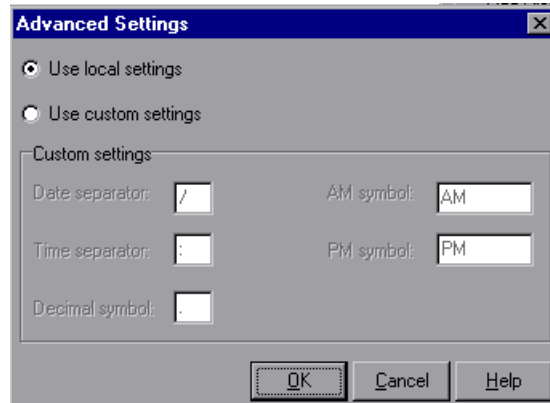 Advanced Settings
Use local settings
Use custom settings
Custom settings
Date separator: / AM symbol: AM
Time separator: : PM symbol: PM
Decimal symbol: .
OK Cancel Help